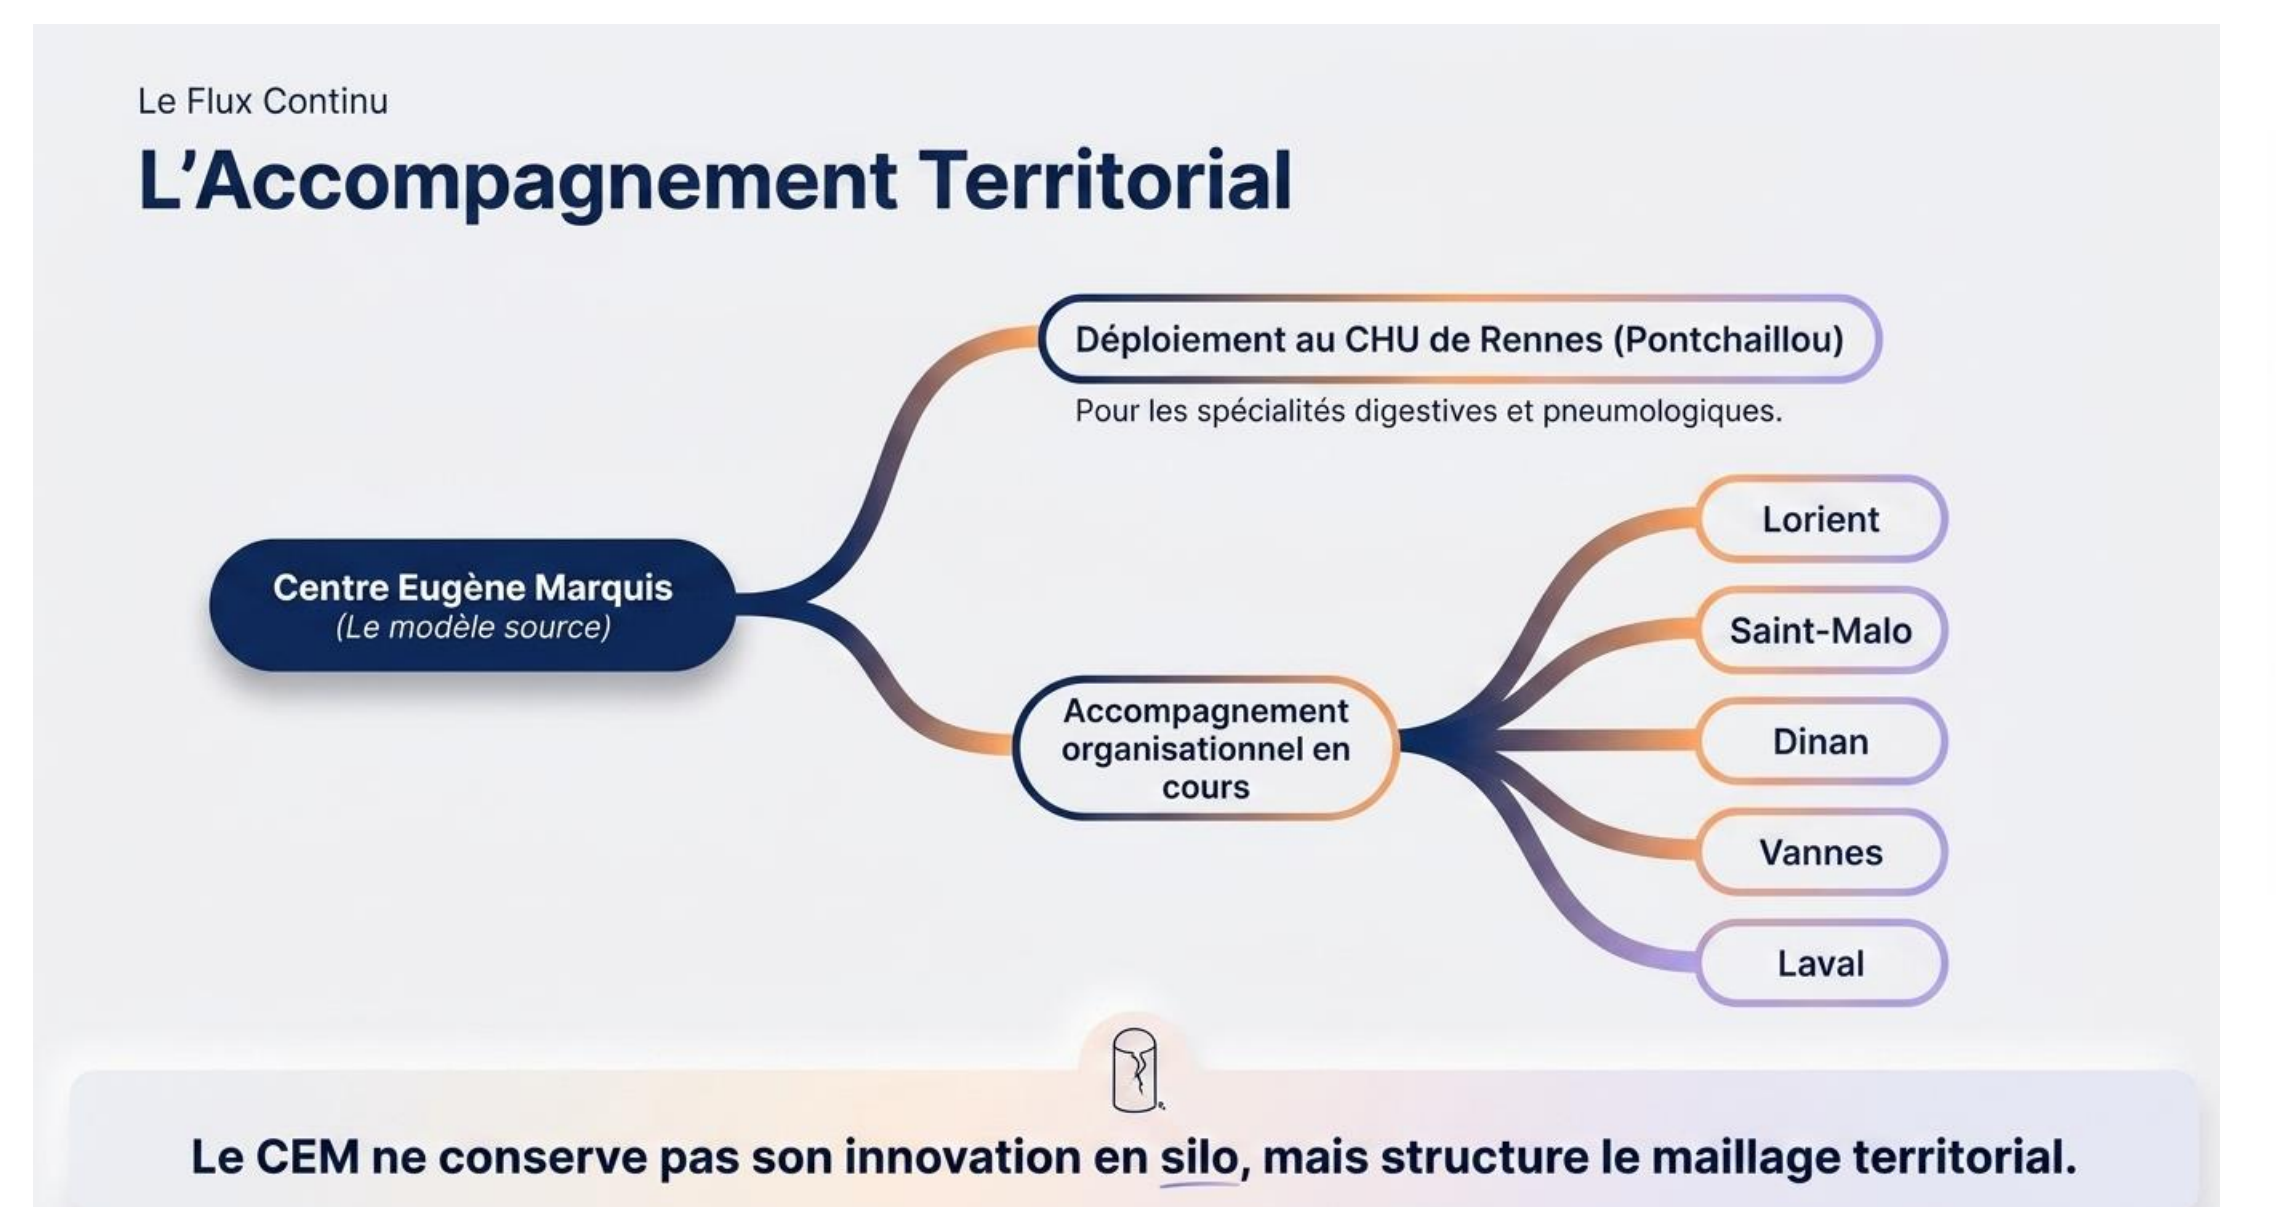 Le Flux Continu
L’Accompagnement Territorial
Déploiement au CHU de Rennes (Pontchaillou)
Pour les spécialités digestives et pneumologiques.
Centre Eugène Marquis
(Le modèle source)
Accompagnement
organisationnel en
cours
Lorient
Saint-Malo
Dinan
Vannes
Laval
Le CEM ne conserve pas son innovation en silo, mais structure le maillage territorial.